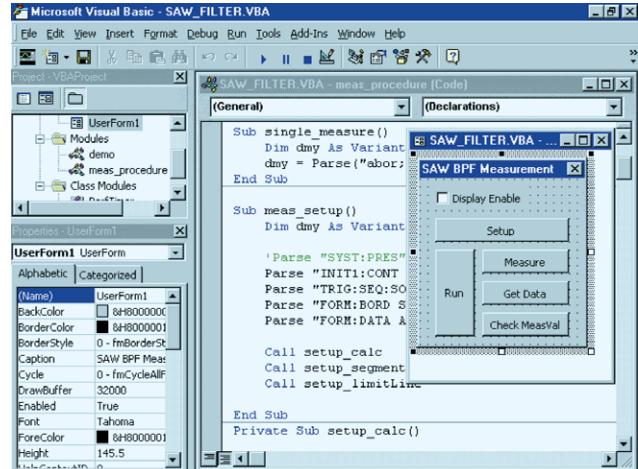 Microsoft Visual Basic - SAW_FILTER.VBA
File Edit View Insert Format Debug Run Tools Add-Ins Window Help
Project - VBAProject
UserForm1
Modules
demo
meas_procedure
Class Modules
Properties - UserForm1
UserForm1 UserForm
Alphabetic Categorized
(Name) UserForm1
BackColor &H8000000
BorderColor &H8000001
BorderStyle 0 - fmBorderSt
Caption SAW BPF Meas
Cycle 0 - fmCycleAllF
DrawBuffer 32000
Enabled True
Font Tahoma
ForeColor &H8000001
Height 145.5
SAW_FILTER.VBA - meas_procedure (Code)
(General) (Declarations)
Sub single_measure()
Dim dmy As Variant
dmy = Parse("abor;
End Sub
Sub meas_setup()
Dim dmy As Variant
'Parse "SYST:PRES"
Parse "INIT1:CONT
Parse "TRIG:SEQ:SO
Parse "FORM:BORD S
Parse "FORM:DATA A
Call setup_calc
Call setup_segment
Call setup_limitLine
End Sub
Private Sub setup_calc()
SAW_FILTER.VBA - ...
SAW BPF Measurement
Display Enable
Setup
Run
Measure
Get Data
Check MeasVal